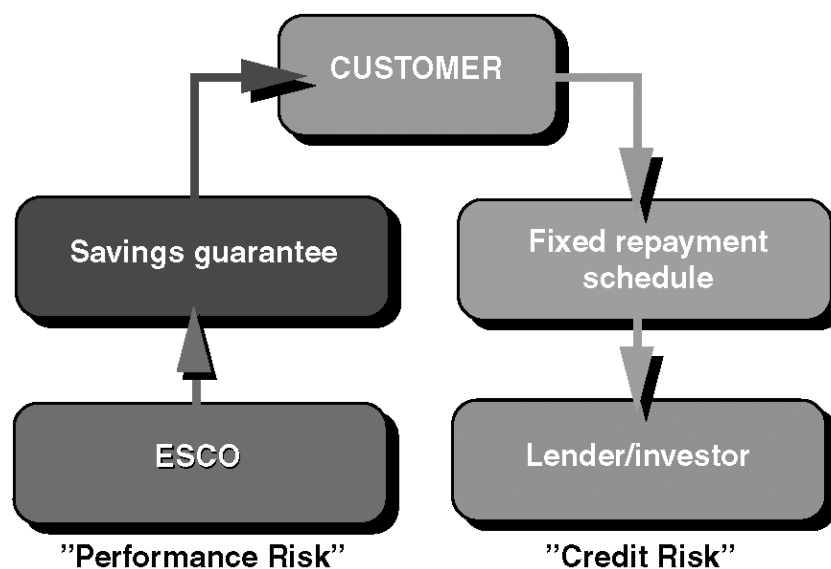 CUSTOMER
Savings guarantee
Fixed repayment
schedule
ESCO
Lender/investor
”Performance Risk”
”Credit Risk”